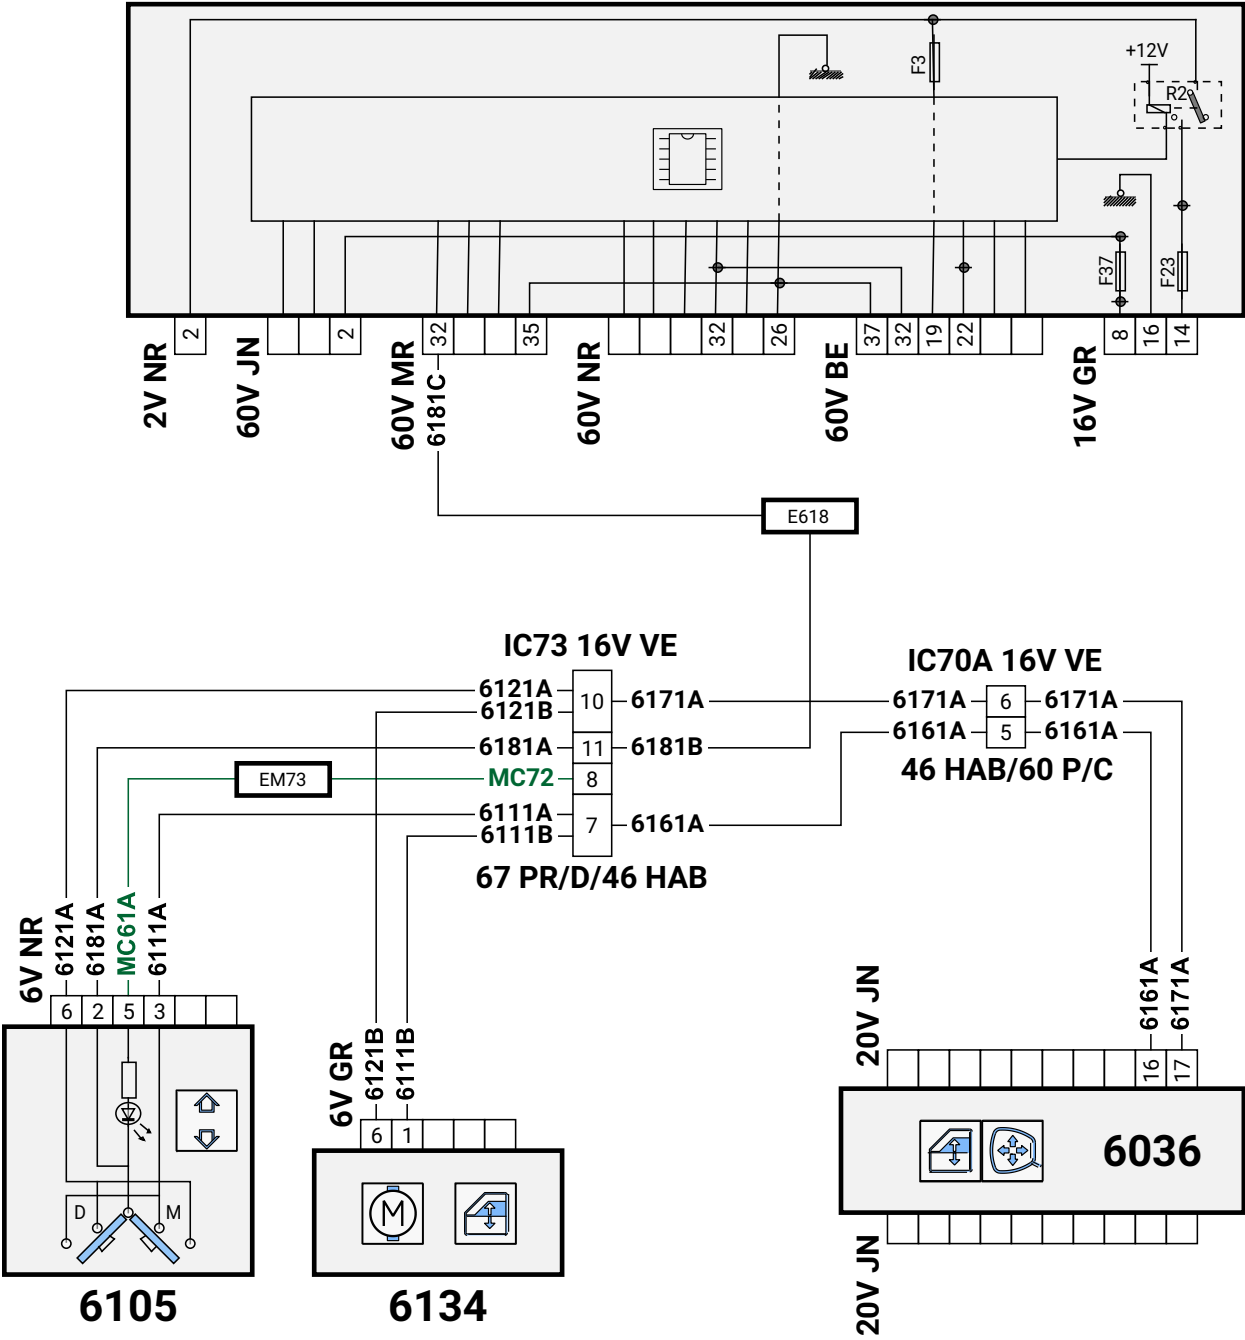 F3
+12V
R2
F37
F23
2V NR
2
60V JN
2
60V MR
32
35
6181C
60V NR
32
26
60V BE
37
32
19
22
16V GR
8
16
14
E618
IC73 16V VE
6121A
6121B
10
6171A
6181A
11
6181B
EM73
MC72
8
6111A
6111B
7
6161A
67 PR/D/46 HAB
IC70A 16V VE
6171A
6
6171A
6161A
5
6161A
46 HAB/60 P/C
6V NR
6121A
6181A
MC61A
6111A
6
2
5
3
D
M
6105
6V GR
6121B
6111B
6
1
M
6134
20V JN
6161A
6171A
16
17
6036
20V JN